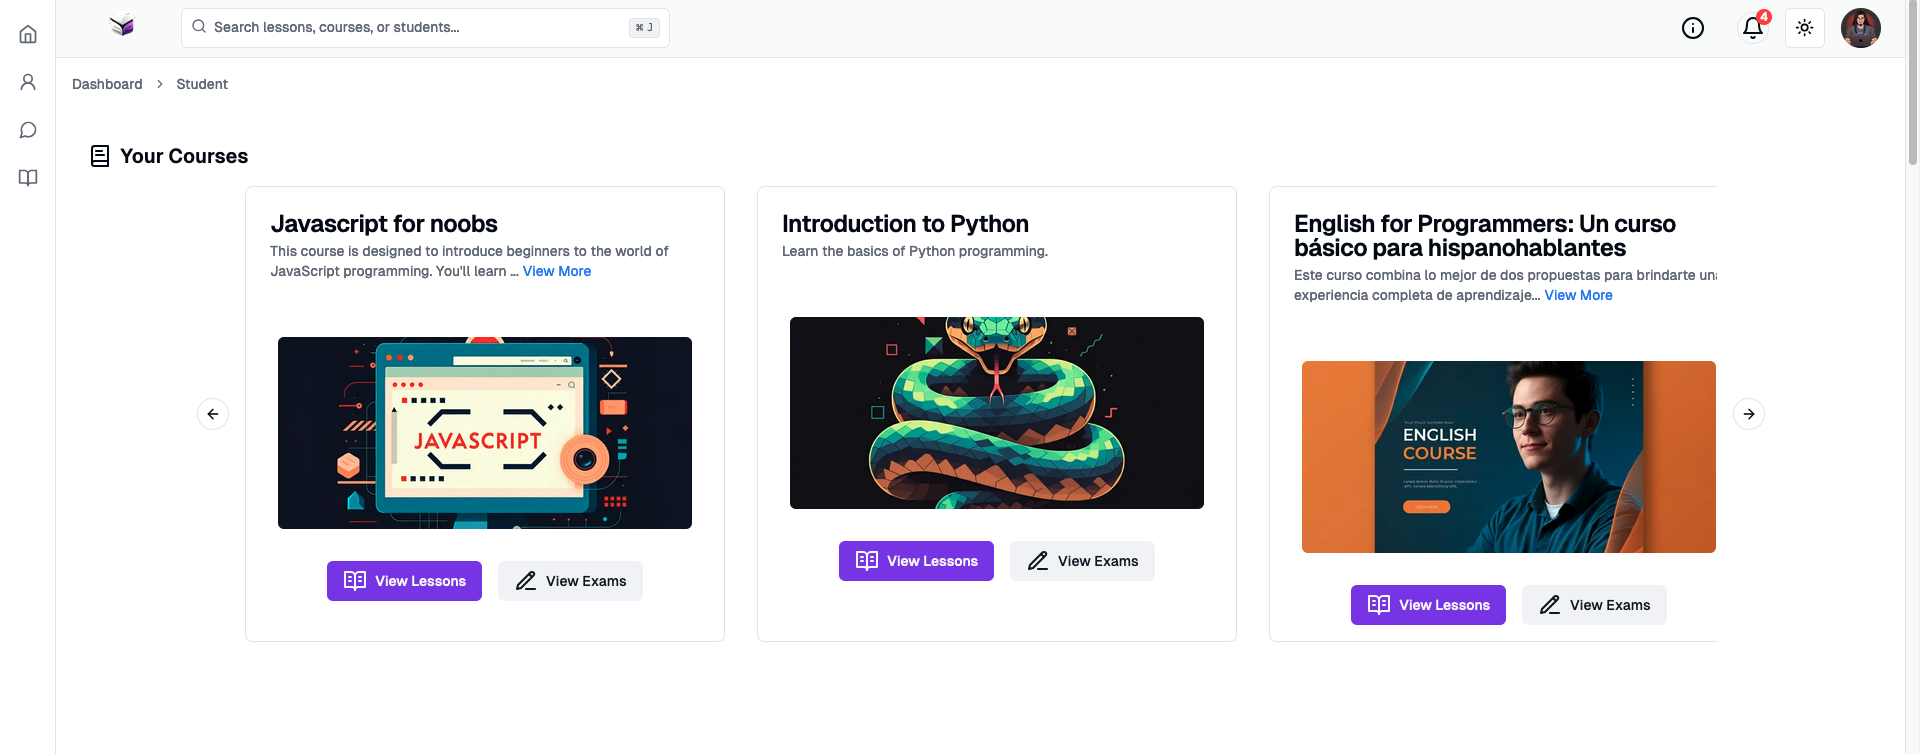 Search lessons, courses, or students...
⌘ J
4
Dashboard
Student
Your Courses
Javascript for noobs
This course is designed to introduce beginners to the world of
JavaScript programming. You'll learn ... View More
JAVASCRIPT
View Lessons
View Exams
Introduction to Python
Learn the basics of Python programming.
View Lessons
View Exams
English for Programmers: Un curso
básico para hispanohablantes
Este curso combina lo mejor de dos propuestas para brindarte
experiencia completa de aprendizaje... View More
ENGLISH
COURSE
View Lessons
View Exams